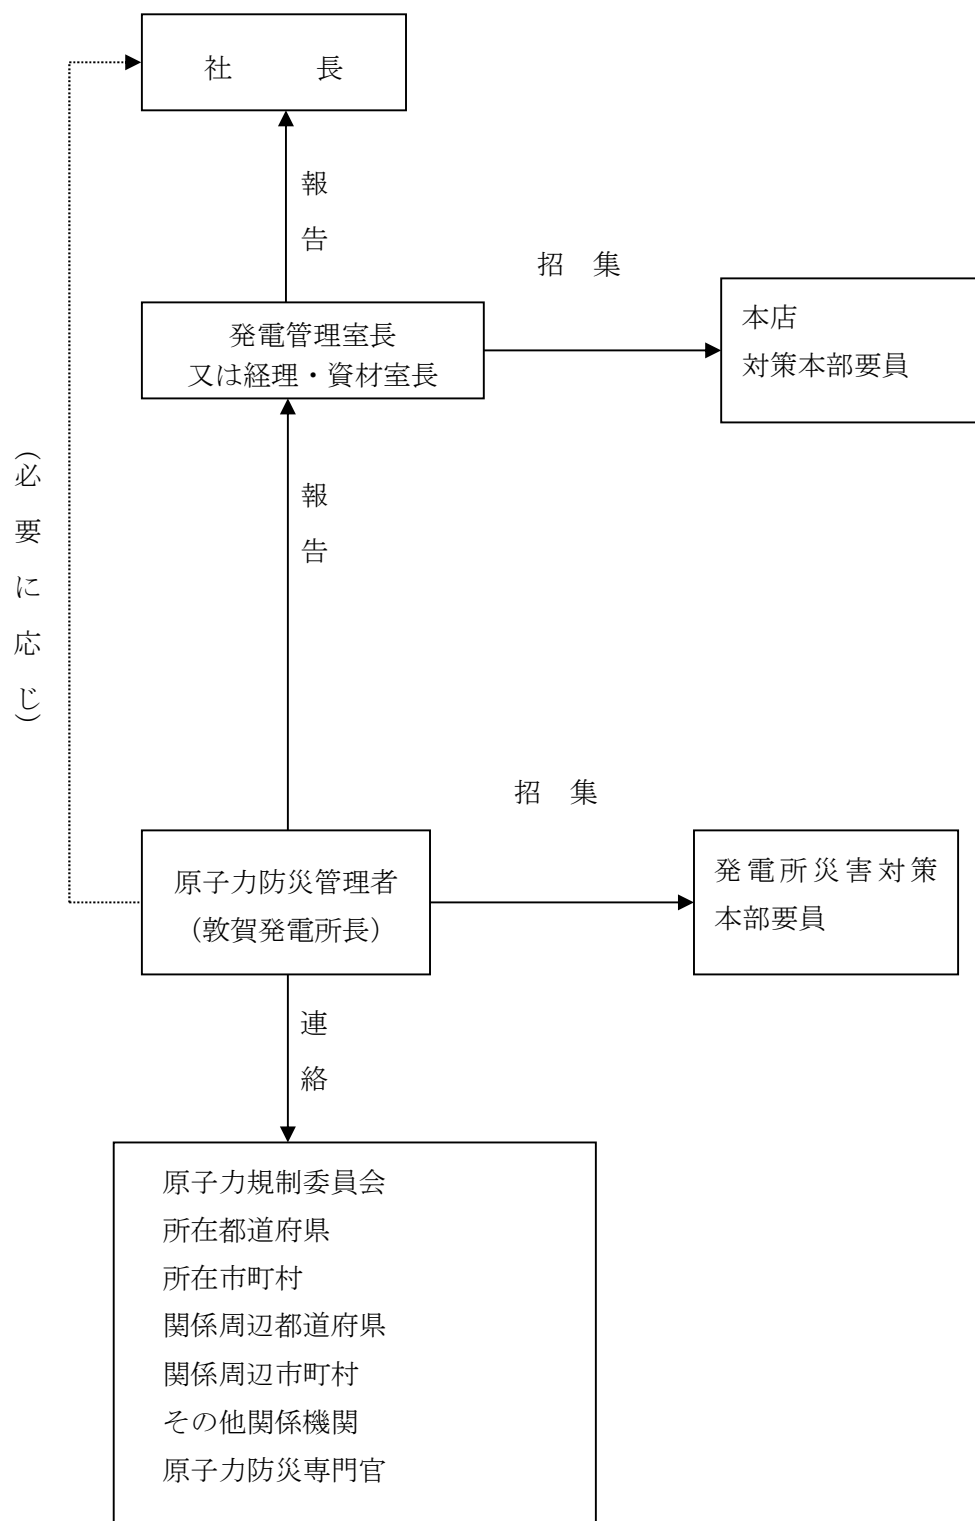 社　　　長
報告
招　集
発電管理室長
又は経理・資材室長
本店
対策本部要員
（必要に応じ）
報告
招　集
原子力防災管理者
（敦賀発電所長）
発電所災害対策
本部要員
連絡
原子力規制委員会
所在都道府県
所在市町村
関係周辺都道府県
関係周辺市町村
その他関係機関
原子力防災専門官